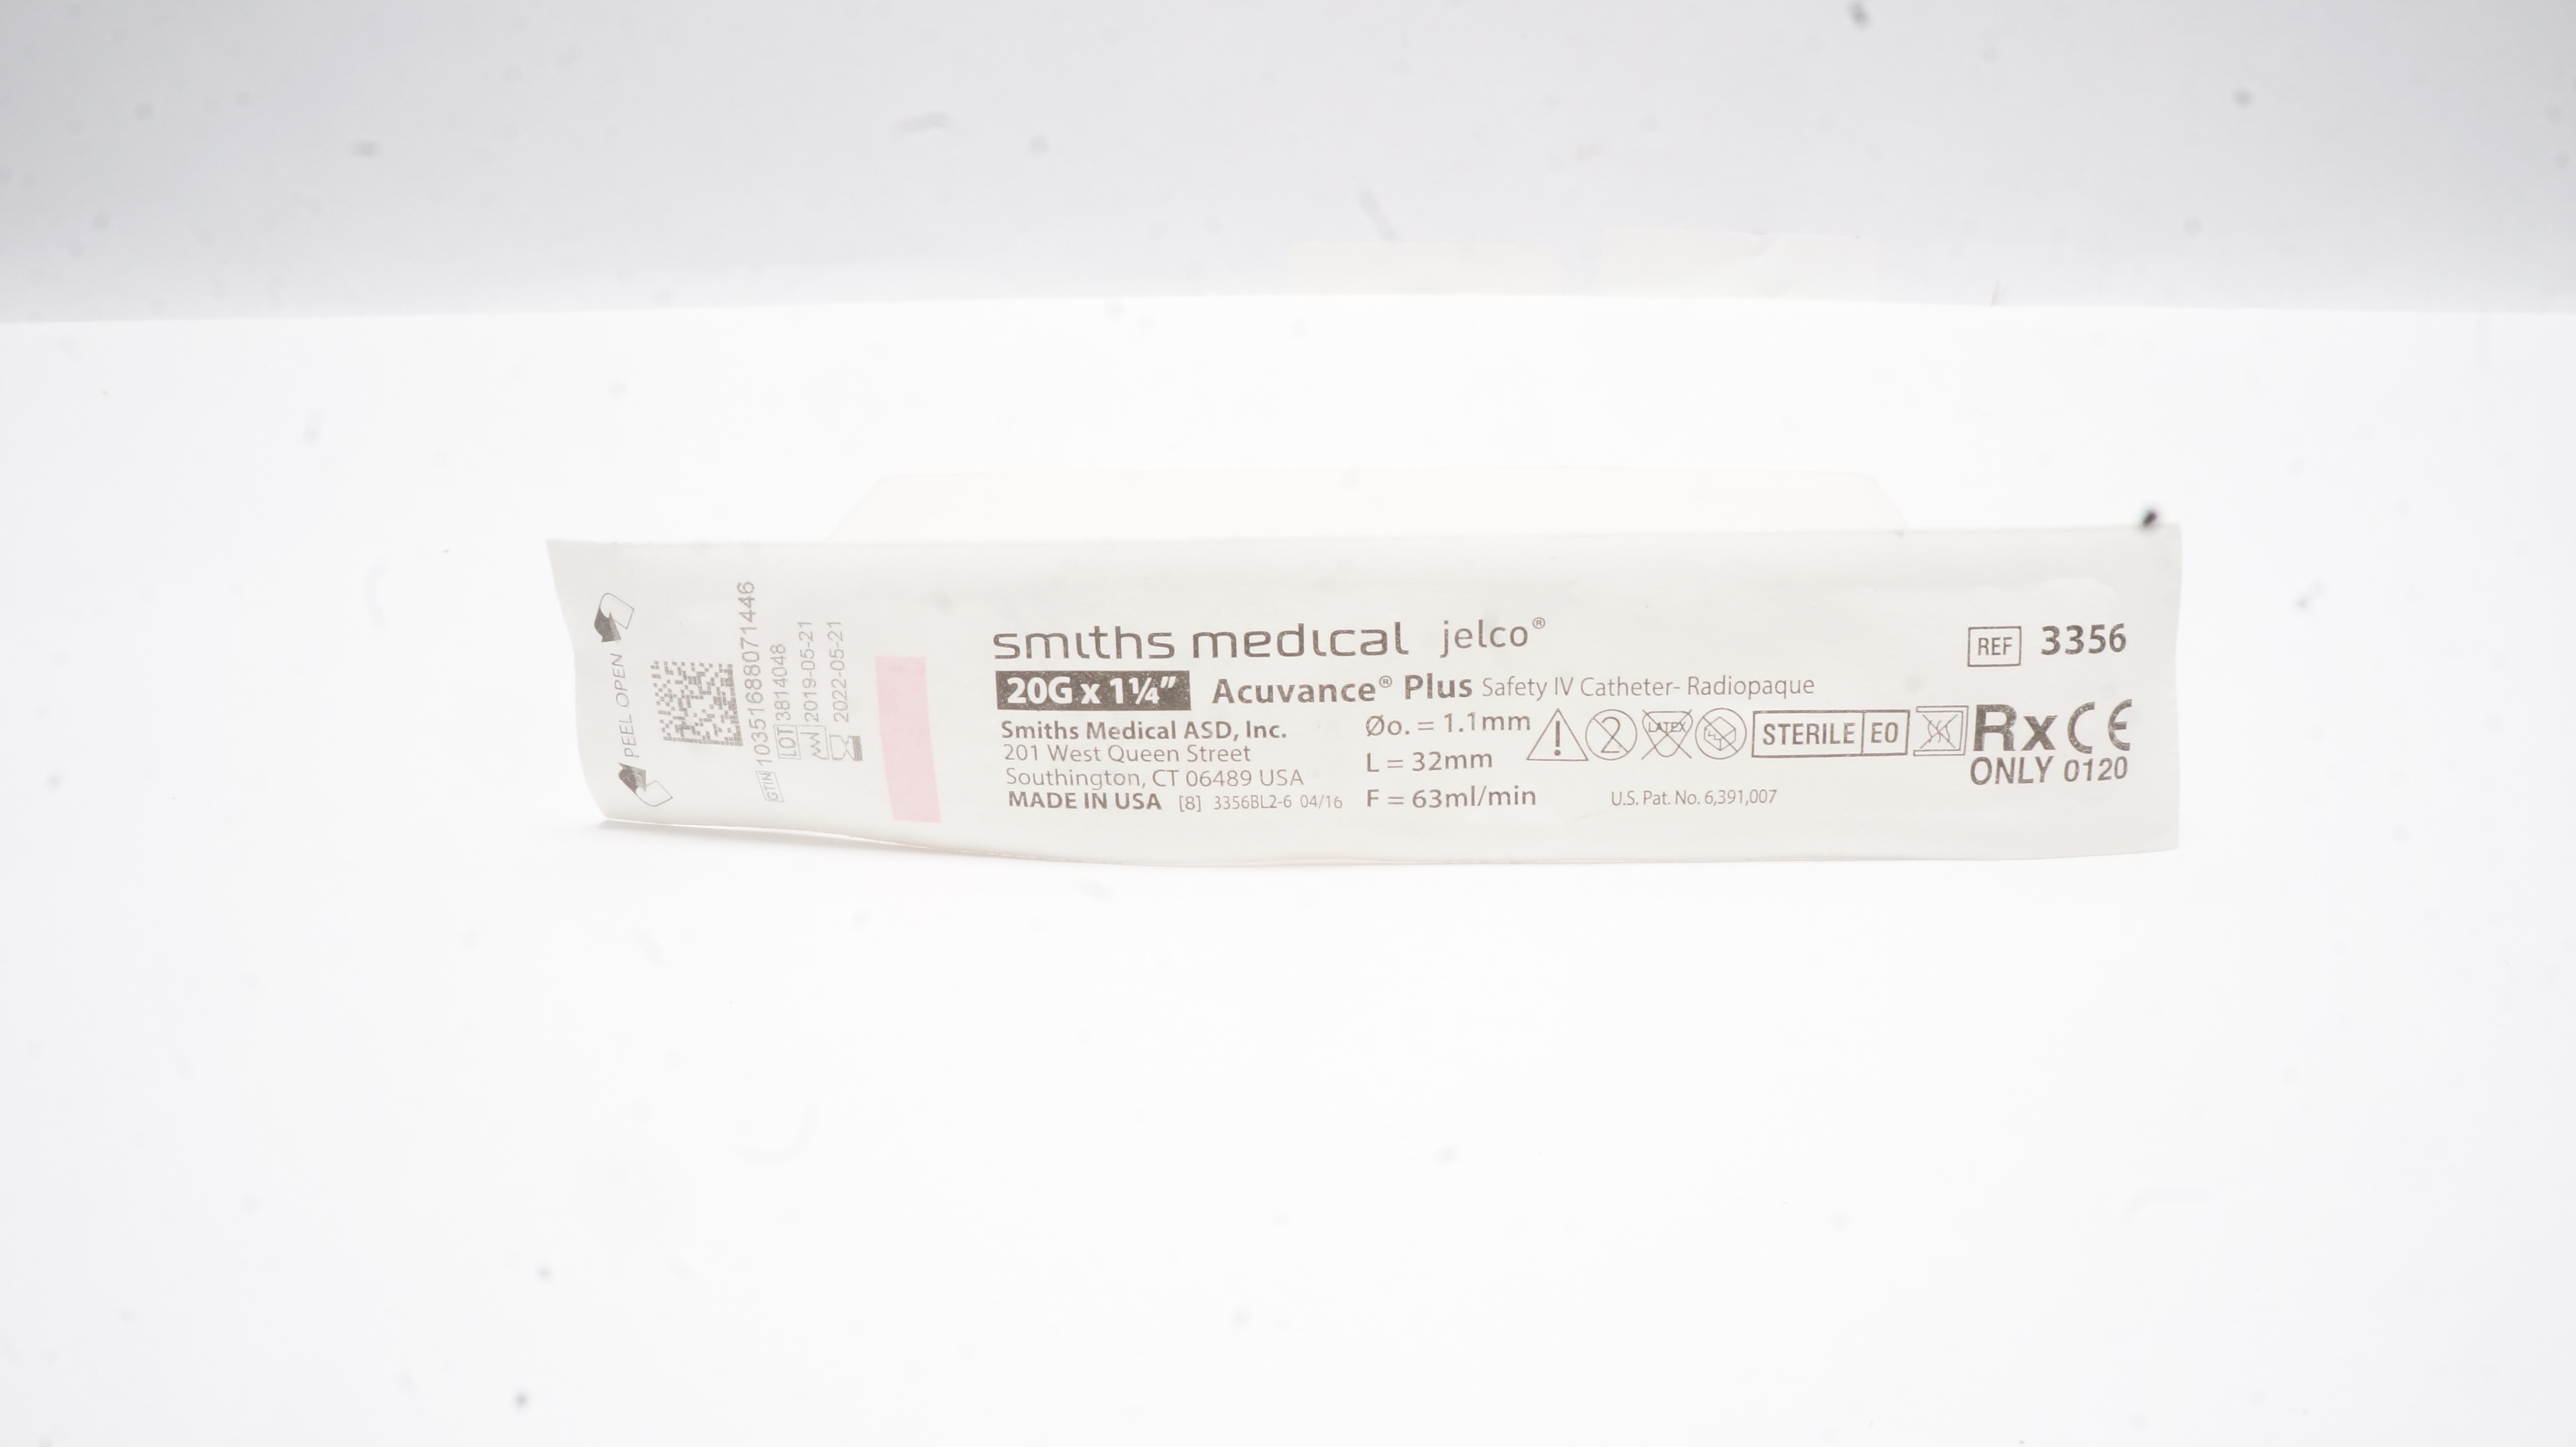 PEEL OPEN
GTIN 10351688071446
LOT 3814048
2019-05-21
2022-05-21
smiths medical jelco®
20G x 1¼" Acuvance® Plus Safety IV Catheter- Radiopaque
Smiths Medical ASD, Inc.
201 West Queen Street
Southington, CT 06489 USA
MADE IN USA [8] 3356BL2-6 04/16
Øo. = 1.1mm
L = 32mm
F = 63ml/min
2 LATEX STERILE EO
U.S. Pat. No. 6,391,007
REF 3356
Rx CE
ONLY 0120